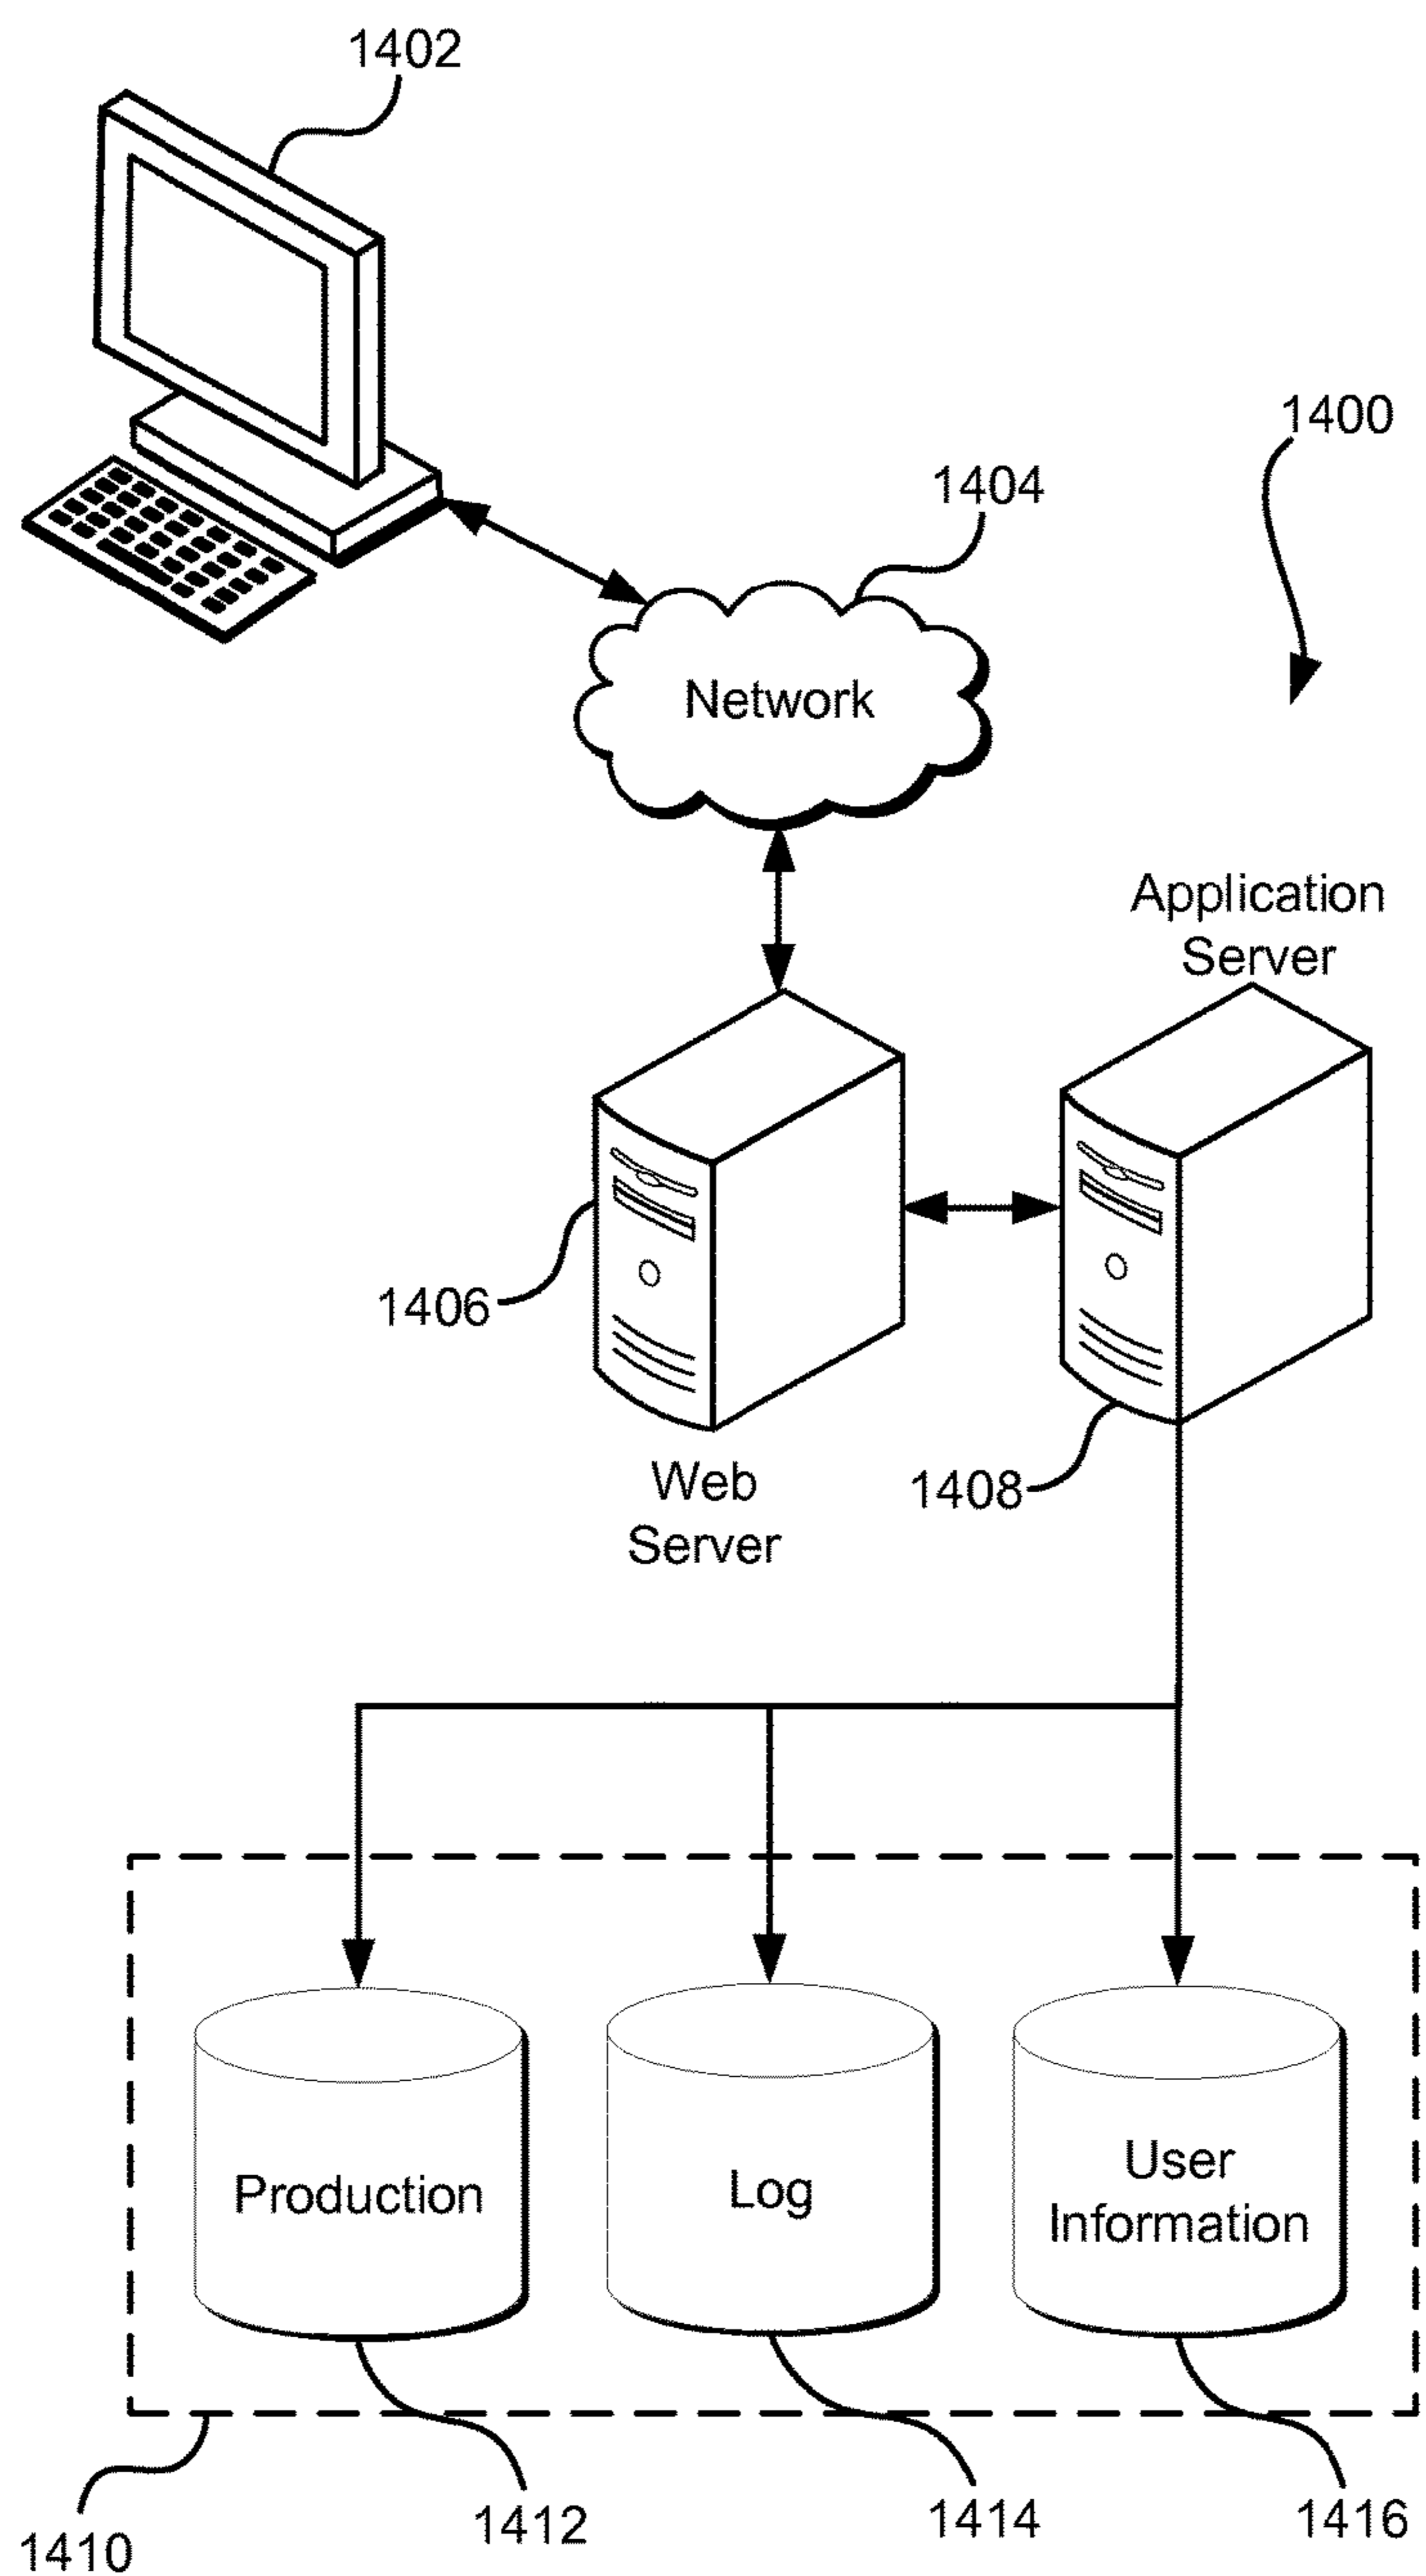 1402
1400
1404
Network
Application
Server
1406
Web
Server
1408
Production
Log
User
Information
1410
1412
1414
1416